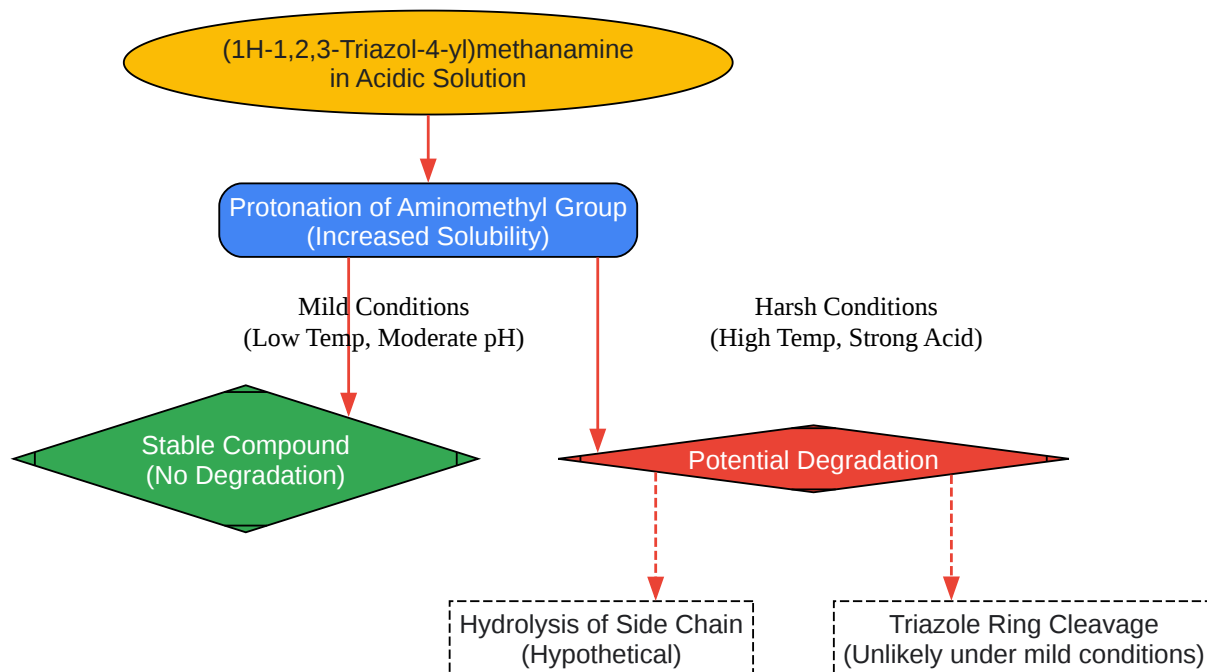 (1H-1,2,3-Triazol-4-yl)methanamine
in Acidic Solution
Protonation of Aminomethyl Group
(Increased Solubility)
Mild Conditions
(Low Temp, Moderate pH)
Harsh Conditions
(High Temp, Strong Acid)
Stable Compound
(No Degradation)
Potential Degradation
Hydrolysis of Side Chain
(Hypothetical)
Triazole Ring Cleavage
(Unlikely under mild conditions)